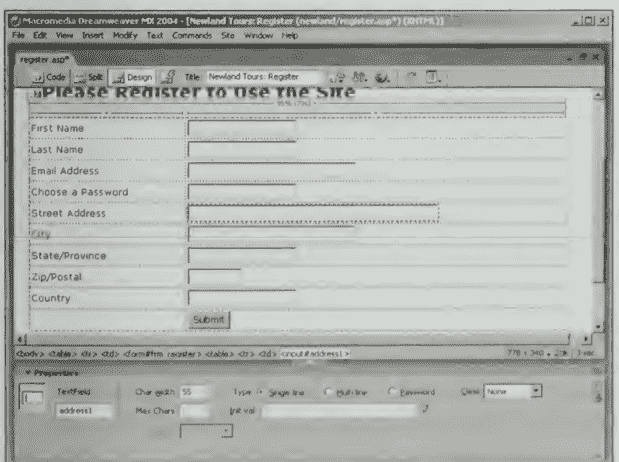 Macromedia Dreamweaver MX 2004 - [Newland Tours: Register (newland/register.asp*) (XHTML)]
File Edit View Insert Modify Text Commands Site Window Help
register.asp*
Code Split Design Title Newland Tours: Register
Please Register to Use the Site
First Name
Last Name
Email Address
Choose a Password
Street Address
City
State/Province
Zip/Postal
Country
Submit
<body> <table> <tr> <td> <form#frm_register> <table> <tr> <td> <input#address1>
Properties
TextField Char width 55 Type Single line Multi line Password Class None
address1 Max Chars Init val